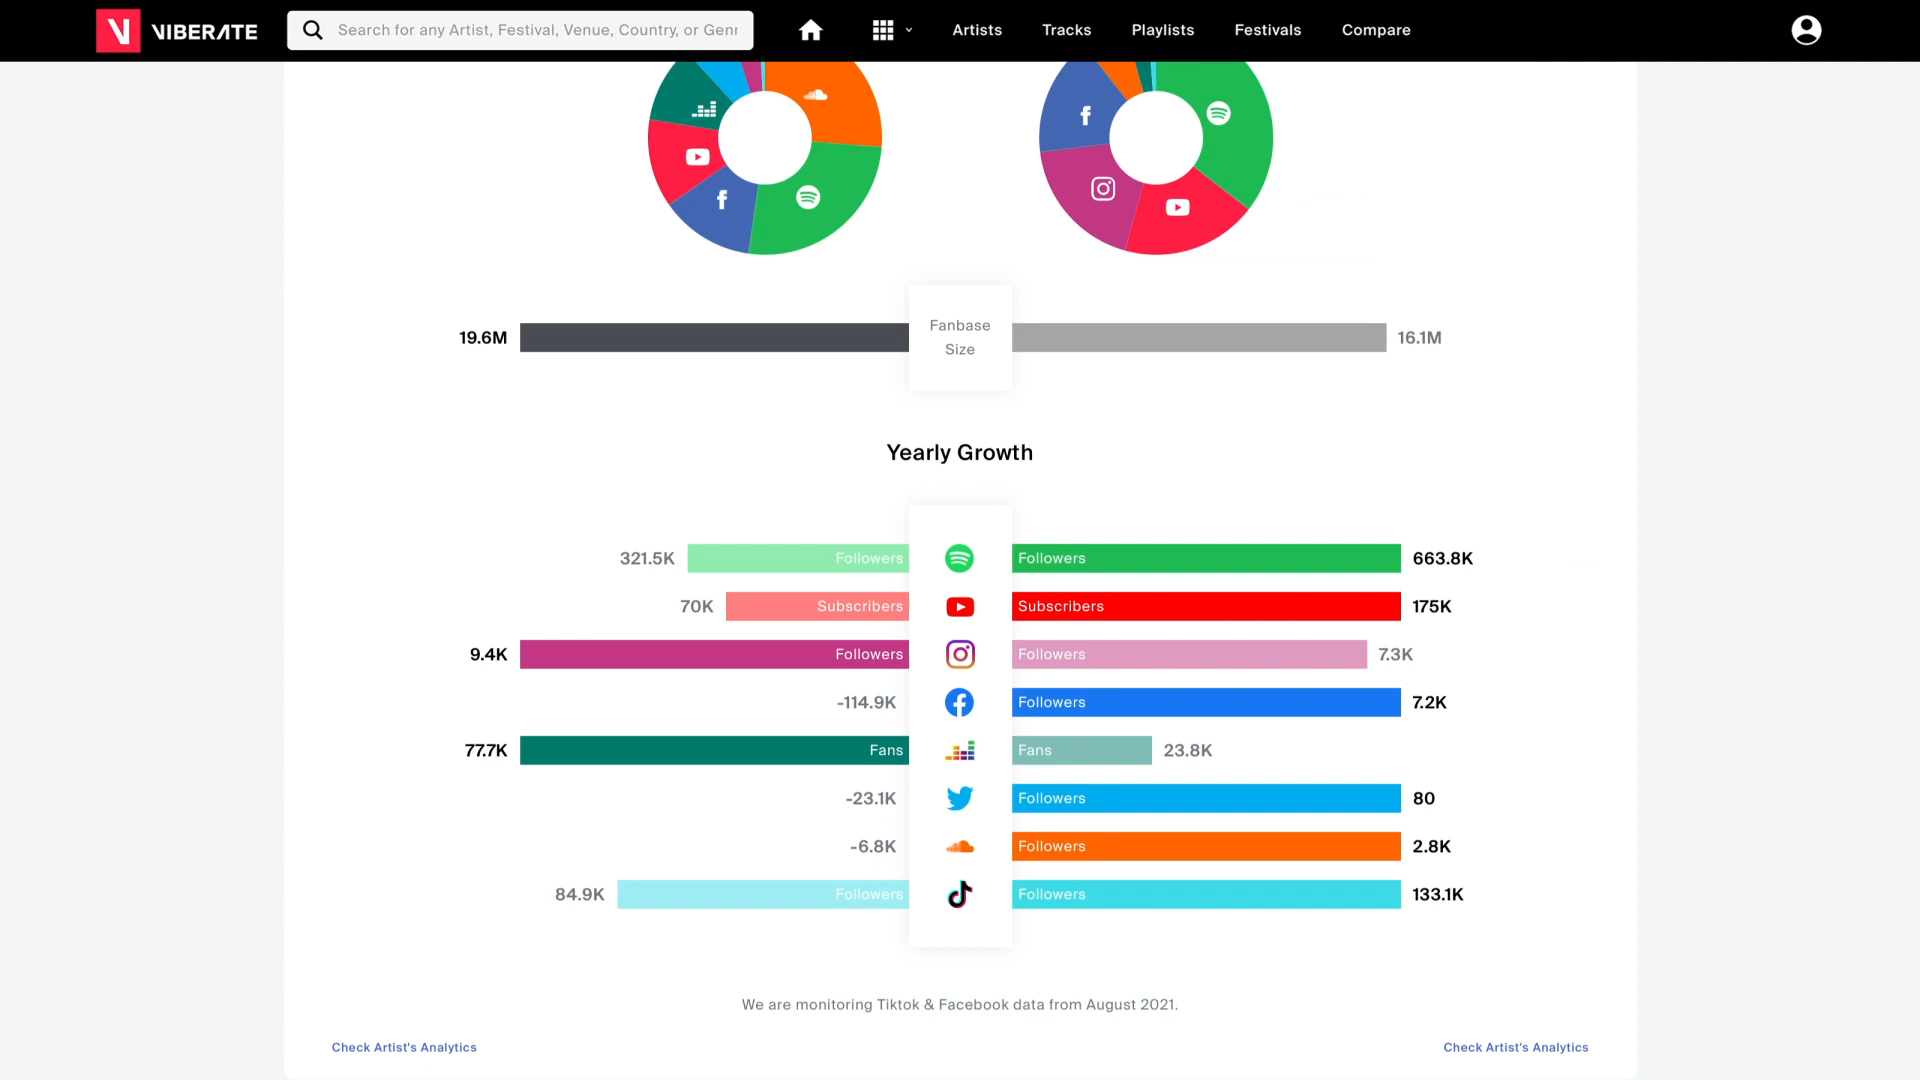 VIBERATE
Search for any Artist, Festival, Venue, Country, or Genr
Artists
Tracks
Playlists
Festivals
Compare
19.6M
Fanbase
Size
16.1M
Yearly Growth
321.5K Followers Followers 663.8K
70K Subscribers Subscribers 175K
9.4K Followers Followers 7.3K
-114.9K Followers 7.2K
77.7K Fans Fans 23.8K
-23.1K Followers 80
-6.8K Followers 2.8K
84.9K Followers Followers 133.1K
We are monitoring Tiktok & Facebook data from August 2021.
Check Artist's Analytics
Check Artist's Analytics